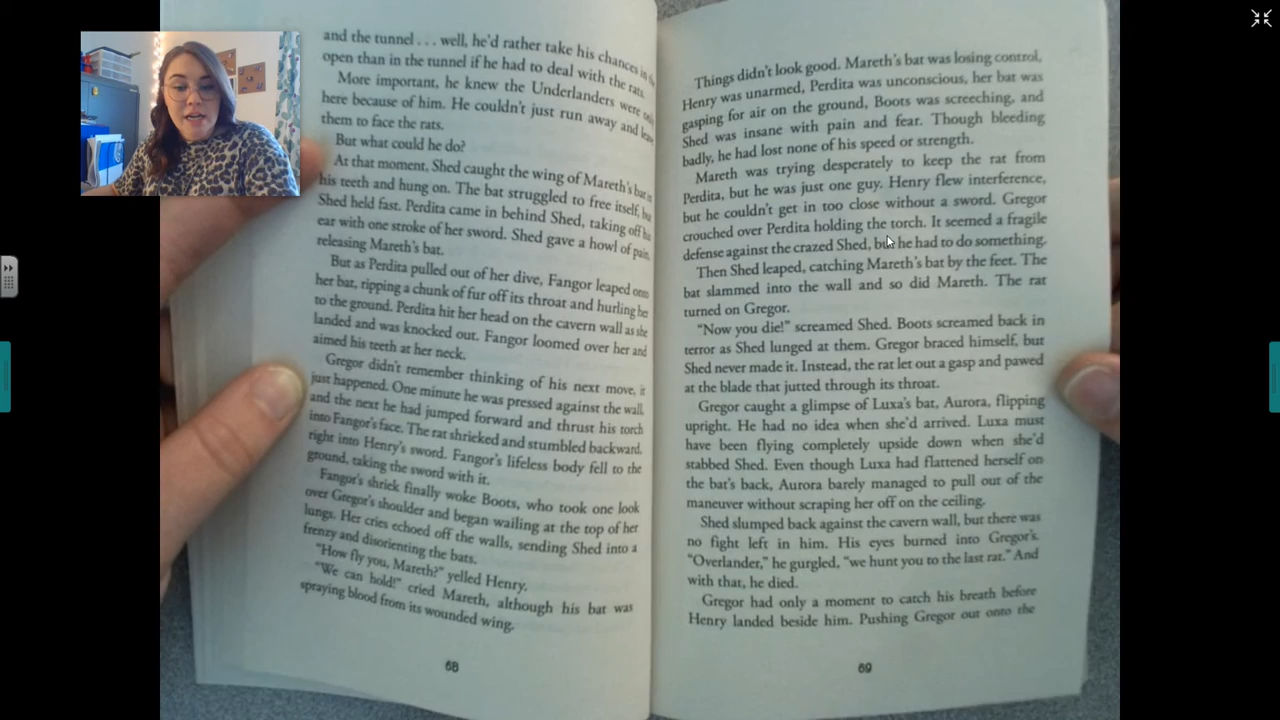 and the tunnel . . . well, he'd rather take his chances in the
open than in the tunnel if he had to deal with the rats.
More important, he knew the Underlanders were only
here because of him. He couldn't just run away and leave
them to face the rats.
But what could he do?
At that moment, Shed caught the wing of Mareth's bat in
his teeth and hung on. The bat struggled to free itself, but
Shed held fast. Perdita came in behind Shed, taking off his
ear with one stroke of her sword. Shed gave a howl of pain,
releasing Mareth's bat.
But as Perdita pulled out of her dive, Fangor leaped onto
her bat, ripping a chunk of fur off its throat and hurling her
to the ground. Perdita hit her head on the cavern wall as she
landed and was knocked out. Fangor loomed over her and
aimed his teeth at her neck.
Gregor didn't remember thinking of his next move, it
just happened. One minute he was pressed against the wall,
and the next he had jumped forward and thrust his torch
into Fangor's face. The rat shrieked and stumbled backward,
right into Henry's sword. Fangor's lifeless body fell to the
ground, taking the sword with it.
Fangor's shriek finally woke Boots, who took one look
over Gregor's shoulder and began wailing at the top of her
lungs. Her cries echoed off the walls, sending Shed into a
frenzy and disorienting the bats.
"How fly you, Mareth?" yelled Henry.
"We can hold!" cried Mareth, although his bat was
spraying blood from its wounded wing.
68
Things didn't look good. Mareth's bat was losing control,
Henry was unarmed, Perdita was unconscious, her bat was
gasping for air on the ground, Boots was screeching, and
Shed was insane with pain and fear. Though bleeding
badly, he had lost none of his speed or strength.
Mareth was trying desperately to keep the rat from
Perdita, but he was just one guy. Henry flew interference,
but he couldn't get in too close without a sword. Gregor
crouched over Perdita holding the torch. It seemed a fragile
defense against the crazed Shed, but he had to do something.
Then Shed leaped, catching Mareth's bat by the feet. The
bat slammed into the wall and so did Mareth. The rat
turned on Gregor.
"Now you die!" screamed Shed. Boots screamed back in
terror as Shed lunged at them. Gregor braced himself, but
Shed never made it. Instead, the rat let out a gasp and pawed
at the blade that jutted through its throat.
Gregor caught a glimpse of Luxa's bat, Aurora, flipping
upright. He had no idea when she'd arrived. Luxa must
have been flying completely upside down when she'd
stabbed Shed. Even though Luxa had flattened herself on
the bat's back, Aurora barely managed to pull out of the
maneuver without scraping her off on the ceiling.
Shed slumped back against the cavern wall, but there was
no fight left in him. His eyes burned into Gregor's.
"Overlander," he gurgled, "we hunt you to the last rat." And
with that, he died.
Gregor had only a moment to catch his breath before
Henry landed beside him. Pushing Gregor out onto the
69